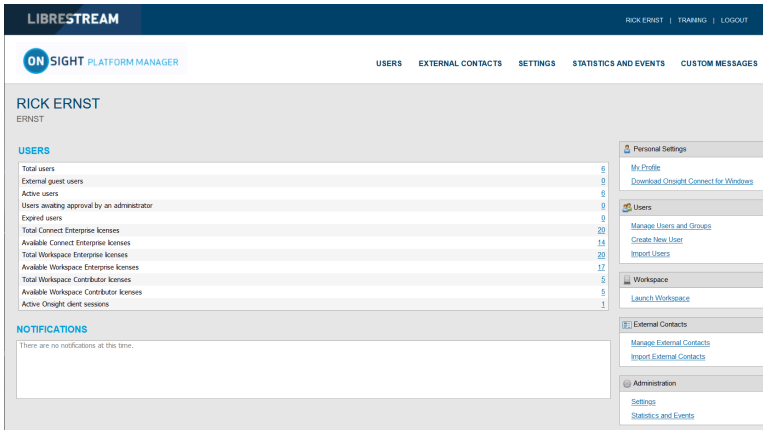 LIBRESTREAM
RICK ERNST | TRAINING | LOGOUT
ON SIGHT PLATFORM MANAGER
USERS EXTERNAL CONTACTS SETTINGS STATISTICS AND EVENTS CUSTOM MESSAGES
RICK ERNST
ERNST
USERS
Total users 6
External guest users 0
Active users 6
Users awaiting approval by an administrator 0
Expired users 0
Total Connect Enterprise licenses 20
Available Connect Enterprise licenses 14
Total Workspace Enterprise licenses 20
Available Workspace Enterprise licenses 17
Total Workspace Contributor licenses 5
Available Workspace Contributor licenses 5
Active Onsight client sessions 1
NOTIFICATIONS
There are no notifications at this time.
Personal Settings
My Profile
Download Onsight Connect for Windows
Users
Manage Users and Groups
Create New User
Import Users
Workspace
Launch Workspace
External Contacts
Manage External Contacts
Import External Contacts
Administration
Settings
Statistics and Events